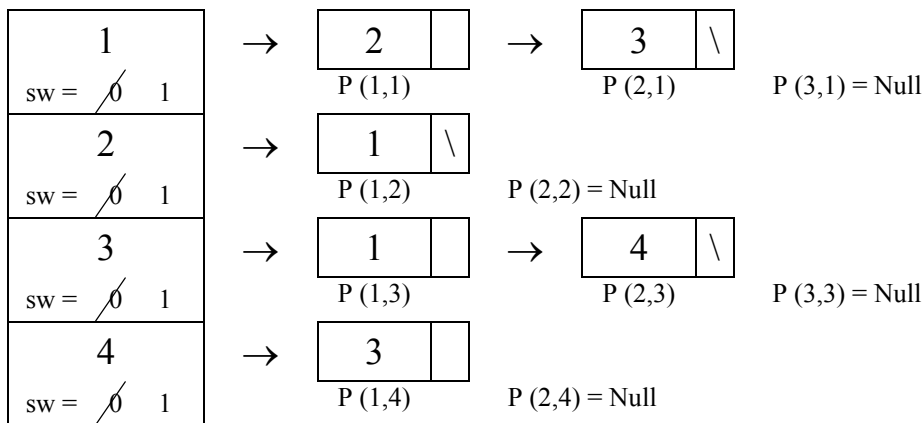 1 → 2 → 3 \
sw = 0 1 P (1,1) P (2,1) P (3,1) = Null
2 → 1 \
sw = 0 1 P (1,2) P (2,2) = Null
3 → 1 → 4 \
sw = 0 1 P (1,3) P (2,3) P (3,3) = Null
4 → 3
sw = 0 1 P (1,4) P (2,4) = Null